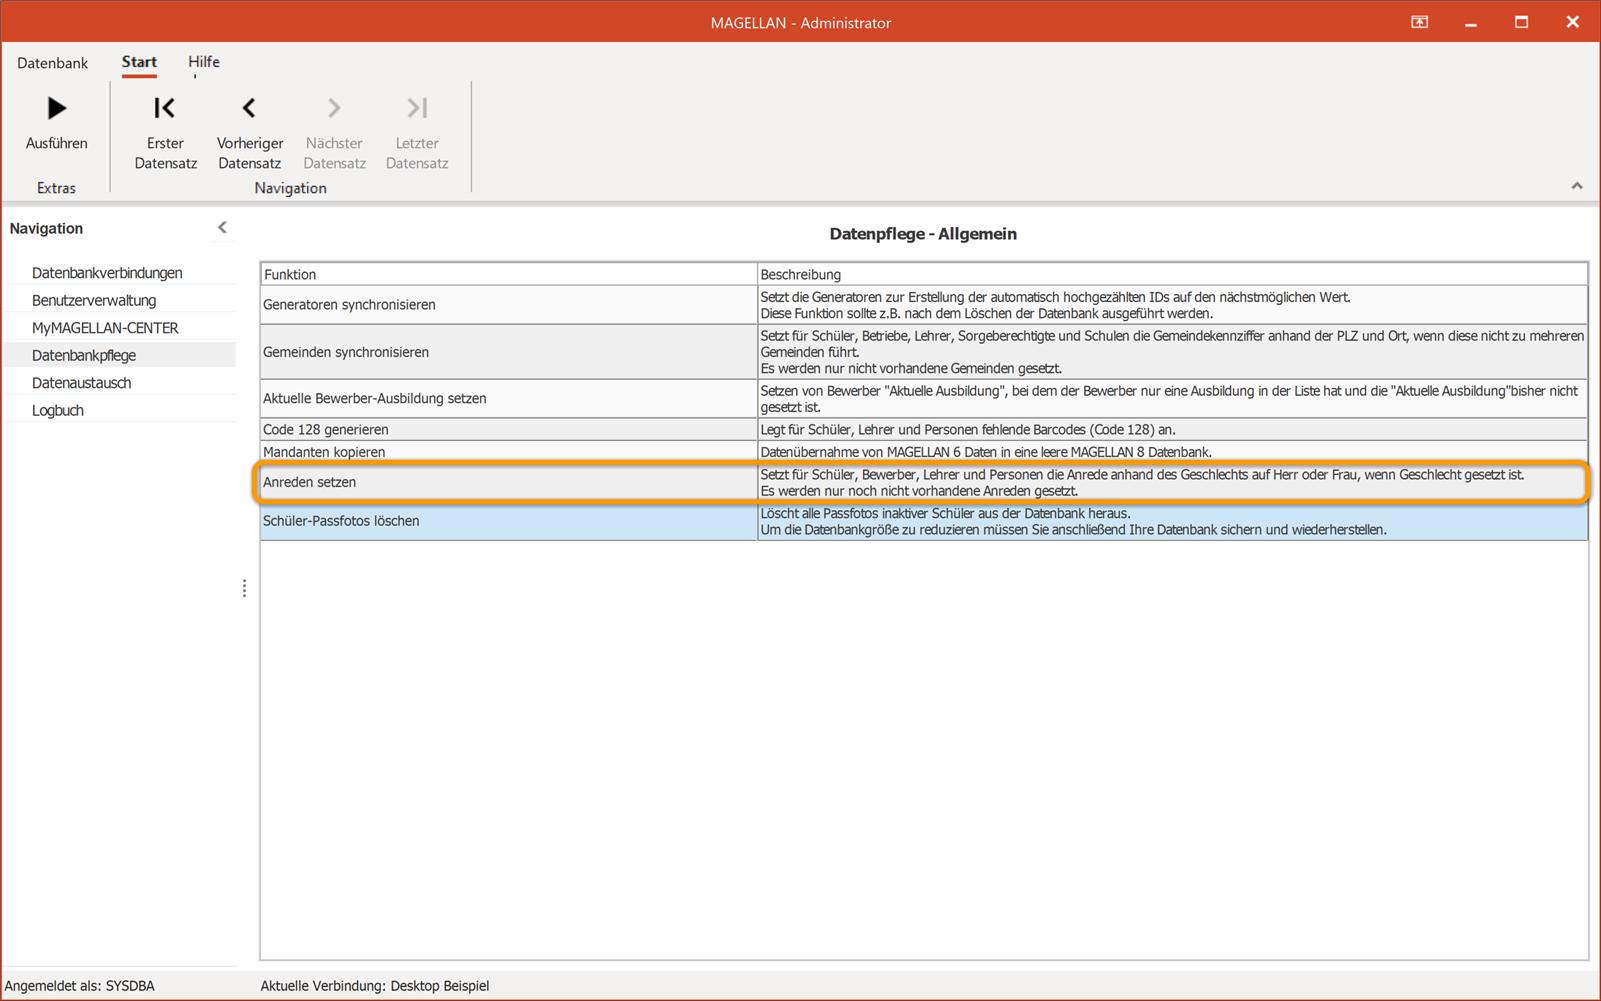 MAGELLAN - Administrator
Datenbank
Start
Hilfe
Ausführen
Erster
Datensatz
Vorheriger
Datensatz
Nächster
Datensatz
Letzter
Datensatz
Extras
Navigation
Navigation
Datenbankverbindungen
Benutzerverwaltung
MyMAGELLAN-CENTER
Datenbankpflege
Datenaustausch
Logbuch
Datenpflege - Allgemein
Funktion
Beschreibung
Generatoren synchronisieren
Setzt die Generatoren zur Erstellung der automatisch hochgezählten IDs auf den nächstmöglichen Wert.
Diese Funktion sollte z.B. nach dem Löschen der Datenbank ausgeführt werden.
Gemeinden synchronisieren
Setzt für Schüler, Betriebe, Lehrer, Sorgeberechtigte und Schulen die Gemeindekennziffer anhand der PLZ und Ort, wenn diese nicht zu mehreren
Gemeinden führt.
Es werden nur nicht vorhandene Gemeinden gesetzt.
Aktuelle Bewerber-Ausbildung setzen
Setzen von Bewerber "Aktuelle Ausbildung", bei dem der Bewerber nur eine Ausbildung in der Liste hat und die "Aktuelle Ausbildung"bisher nicht
gesetzt ist.
Code 128 generieren
Legt für Schüler, Lehrer und Personen fehlende Barcodes (Code 128) an.
Mandanten kopieren
Datenübernahme von MAGELLAN 6 Daten in eine leere MAGELLAN 8 Datenbank.
Anreden setzen
Setzt für Schüler, Bewerber, Lehrer und Personen die Anrede anhand des Geschlechts auf Herr oder Frau, wenn Geschlecht gesetzt ist.
Es werden nur noch nicht vorhandene Anreden gesetzt.
Schüler-Passfotos löschen
Löscht alle Passfotos inaktiver Schüler aus der Datenbank heraus.
Um die Datenbankgröße zu reduzieren müssen Sie anschließend Ihre Datenbank sichern und wiederherstellen.
Angemeldet als: SYSDBA
Aktuelle Verbindung: Desktop Beispiel